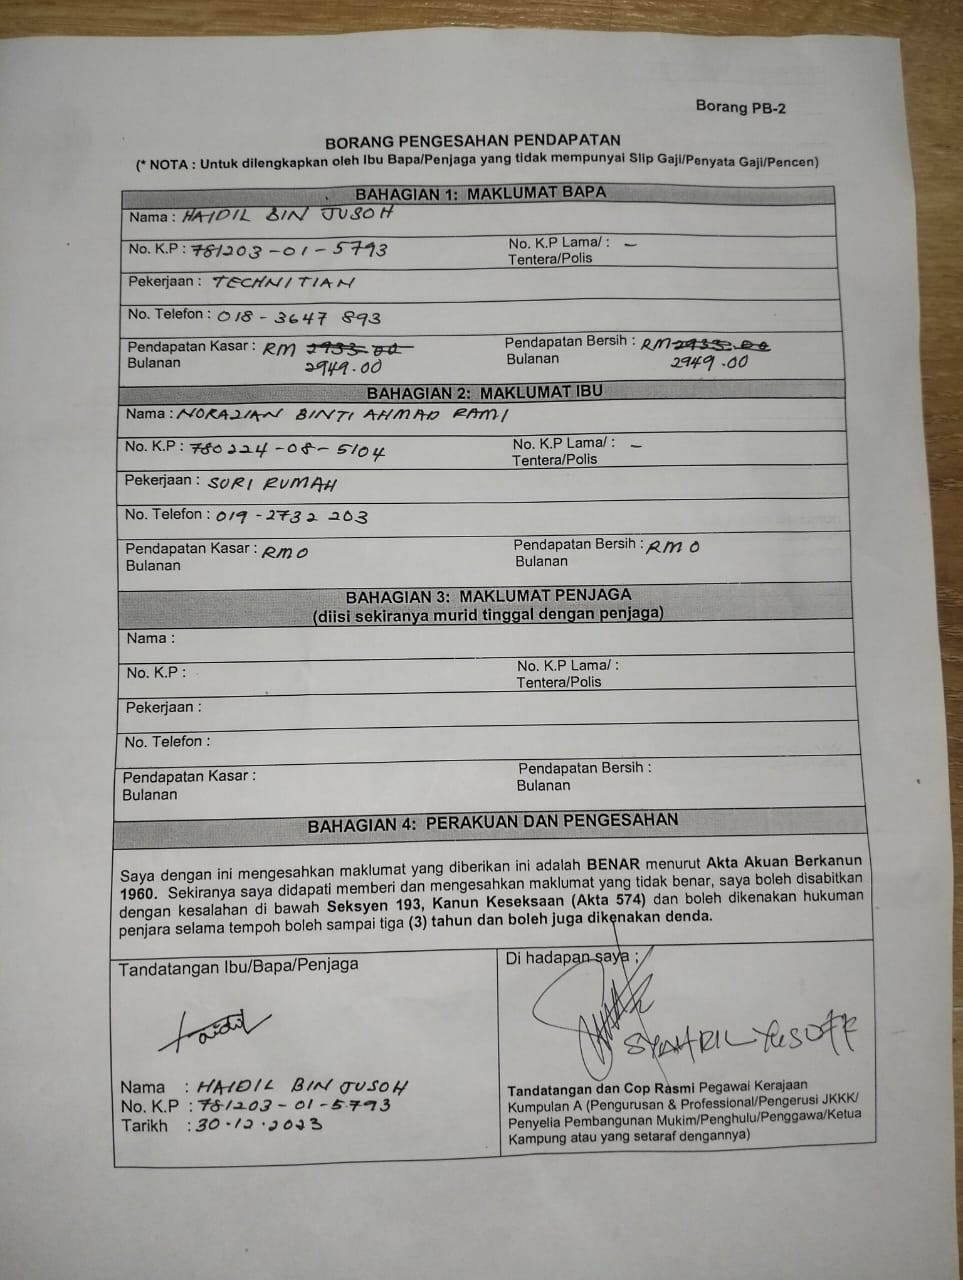 Borang PB-2
BORANG PENGESAHAN PENDAPATAN
(* NOTA : Untuk dilengkapkan oleh Ibu Bapa/Penjaga yang tidak mempunyai Slip Gaji/Penyata Gaji/Pencen)
BAHAGIAN 1: MAKLUMAT BAPA
Nama : HAIDIL BIN JUSOH
No. K.P : 781203-01-5793 No. K.P Lama/ : –
Tentera/Polis
Pekerjaan : TECHNITIAN
No. Telefon : 018-3647 893
Pendapatan Kasar : RM 2933.00 Pendapatan Bersih : RM 2933.00
Bulanan 2949.00 Bulanan 2949.00
BAHAGIAN 2: MAKLUMAT IBU
Nama : NORAZIAN BINTI AHMAD RAMI
No. K.P : 780224-08-5104 No. K.P Lama/ : –
Tentera/Polis
Pekerjaan : SURI RUMAH
No. Telefon : 019-2732 203
Pendapatan Kasar : RM0 Pendapatan Bersih : RM0
Bulanan Bulanan
BAHAGIAN 3: MAKLUMAT PENJAGA
(diisi sekiranya murid tinggal dengan penjaga)
Nama :
No. K.P : No. K.P Lama/ :
Tentera/Polis
Pekerjaan :
No. Telefon :
Pendapatan Kasar : Pendapatan Bersih :
Bulanan Bulanan
BAHAGIAN 4: PERAKUAN DAN PENGESAHAN
Saya dengan ini mengesahkan maklumat yang diberikan ini adalah BENAR menurut Akta Akuan Berkanun
1960. Sekiranya saya didapati memberi dan mengesahkan maklumat yang tidak benar, saya boleh disabitkan
dengan kesalahan di bawah Seksyen 193, Kanun Keseksaan (Akta 574) dan boleh dikenakan hukuman
penjara selama tempoh boleh sampai tiga (3) tahun dan boleh juga dikenakan denda.
Tandatangan Ibu/Bapa/Penjaga
Haidil
Nama : HAIDIL BIN JUSOH
No. K.P : 781203-01-5793
Tarikh : 30.12.2023
Di hadapan saya :
SYAHRIL YUSOFF
Tandatangan dan Cop Rasmi Pegawai Kerajaan
Kumpulan A (Pengurusan & Professional/Pengerusi JKKK/
Penyelia Pembangunan Mukim/Penghulu/Penggawa/Ketua
Kampung atau yang setaraf dengannya)